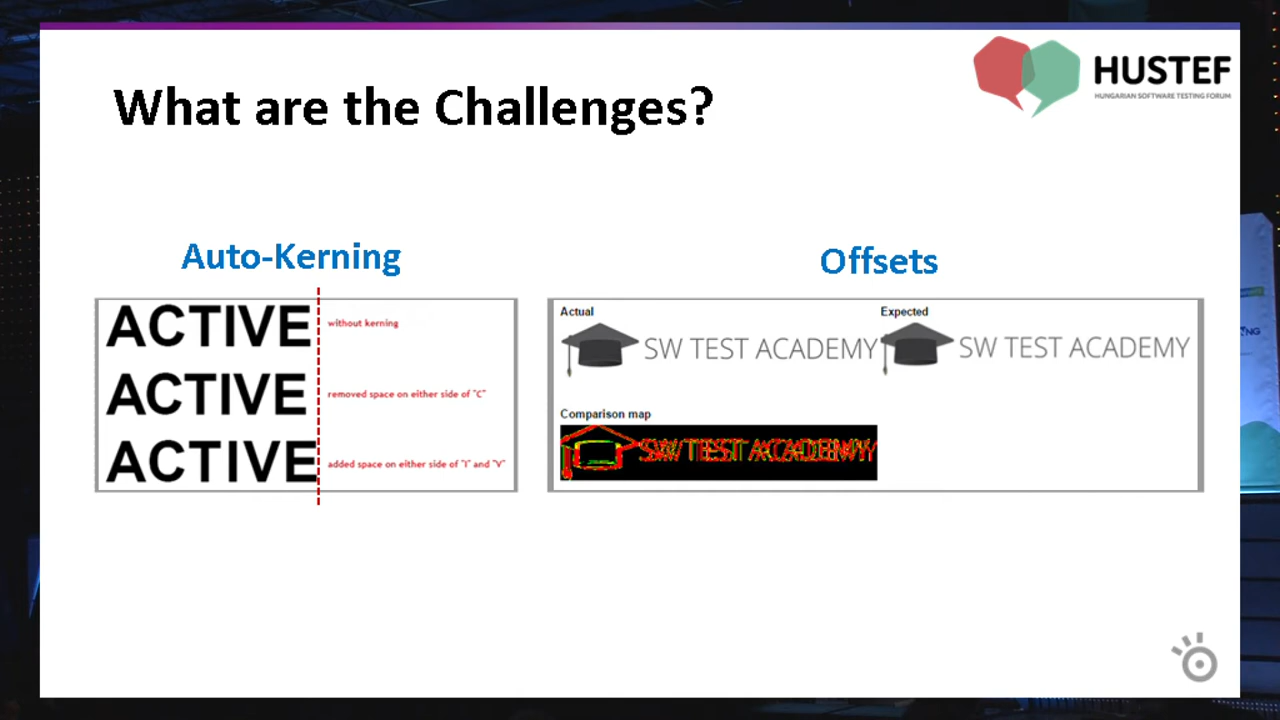 What are the Challenges?
HUSTEF
HUNGARIAN SOFTWARE TESTING FORUM
Auto-Kerning
ACTIVE
without kerning
ACTIVE
removed space on either side of "C"
ACTIVE
added space on either side of "I" and "V"
Offsets
Actual
Expected
SW TEST ACADEMY
SW TEST ACADEMY
Comparison map
SW TEST ACADEMY